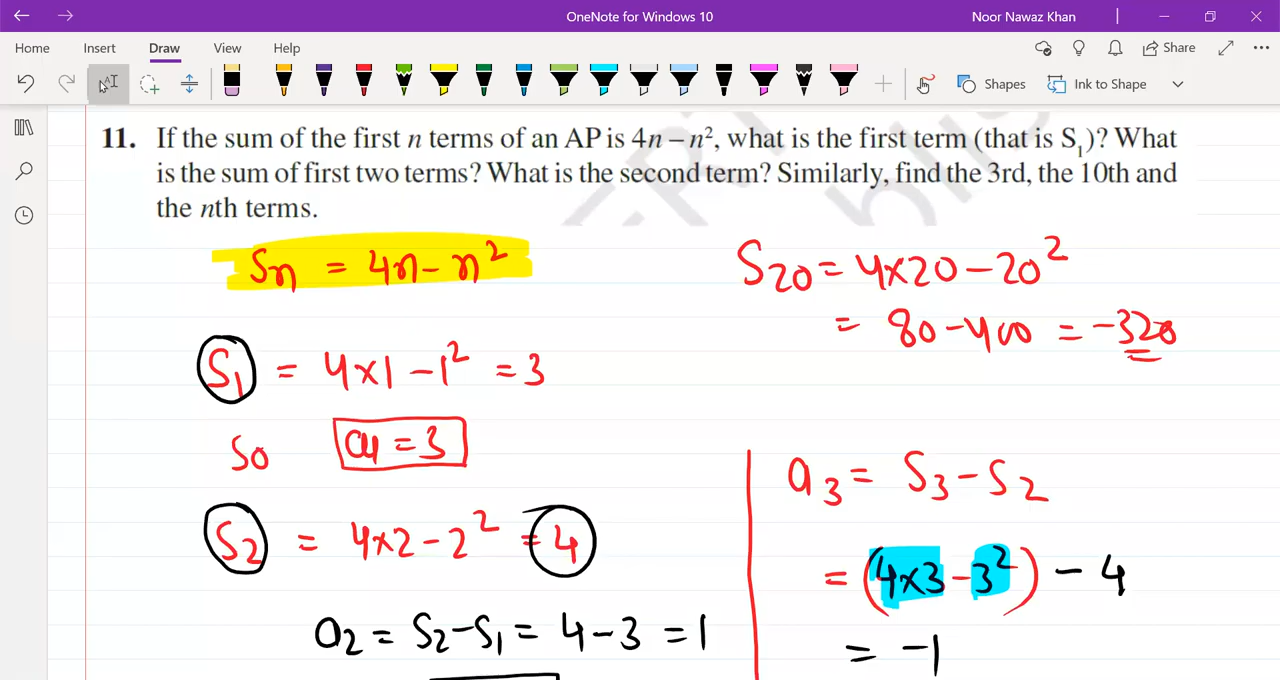 OneNote for Windows 10
Noor Nawaz Khan
Home Insert Draw View Help
Share
Shapes Ink to Shape
11. If the sum of the first n terms of an AP is 4n – n², what is the first term (that is S₁)? What
is the sum of first two terms? What is the second term? Similarly, find the 3rd, the 10th and
the nth terms.
Sn = 4n - n²
S₁ = 4×1 - 1² = 3
So a₁ = 3
S₂ = 4×2 - 2² = 4
a₂ = S₂ - S₁ = 4 - 3 = 1
S₂₀ = 4×20 - 20²
= 80 - 400 = -320
a₃ = S₃ - S₂
= (4×3 - 3²) - 4
= -1